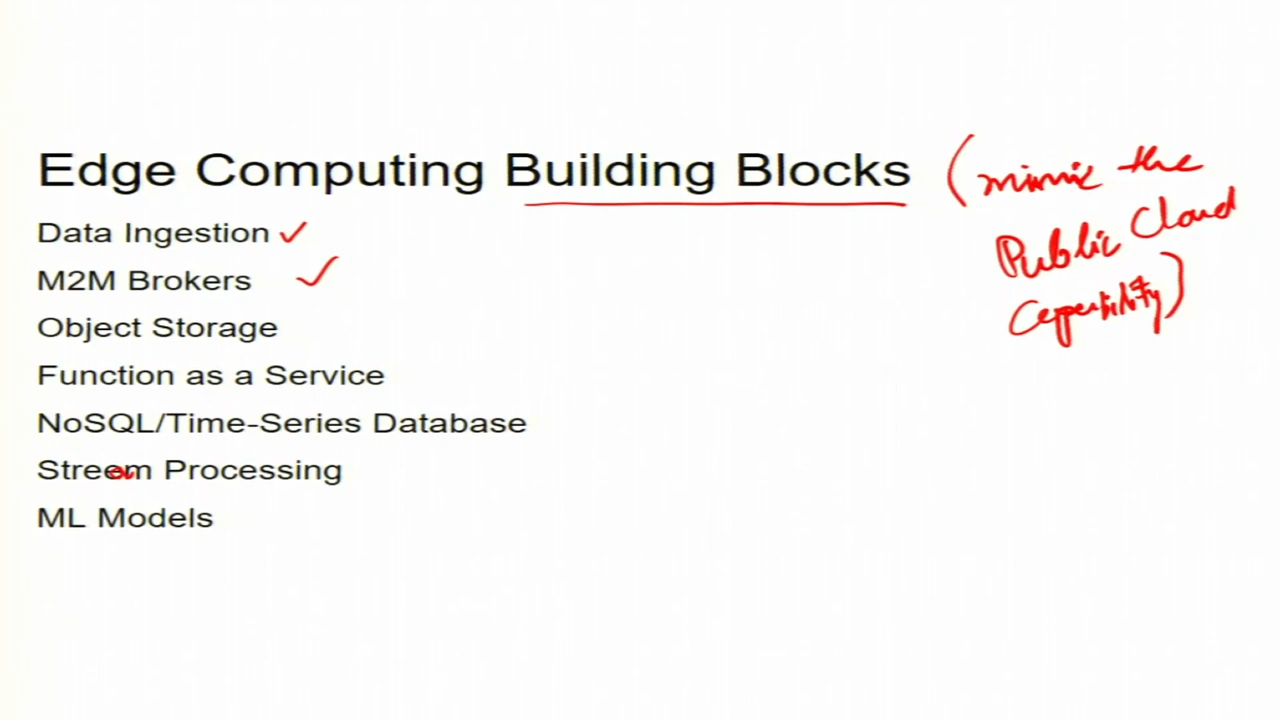 Edge Computing Building Blocks (mimic the
Public Cloud
Capability)
Data Ingestion ✓
M2M Brokers ✓
Object Storage
Function as a Service
NoSQL/Time-Series Database
Stream Processing
ML Models